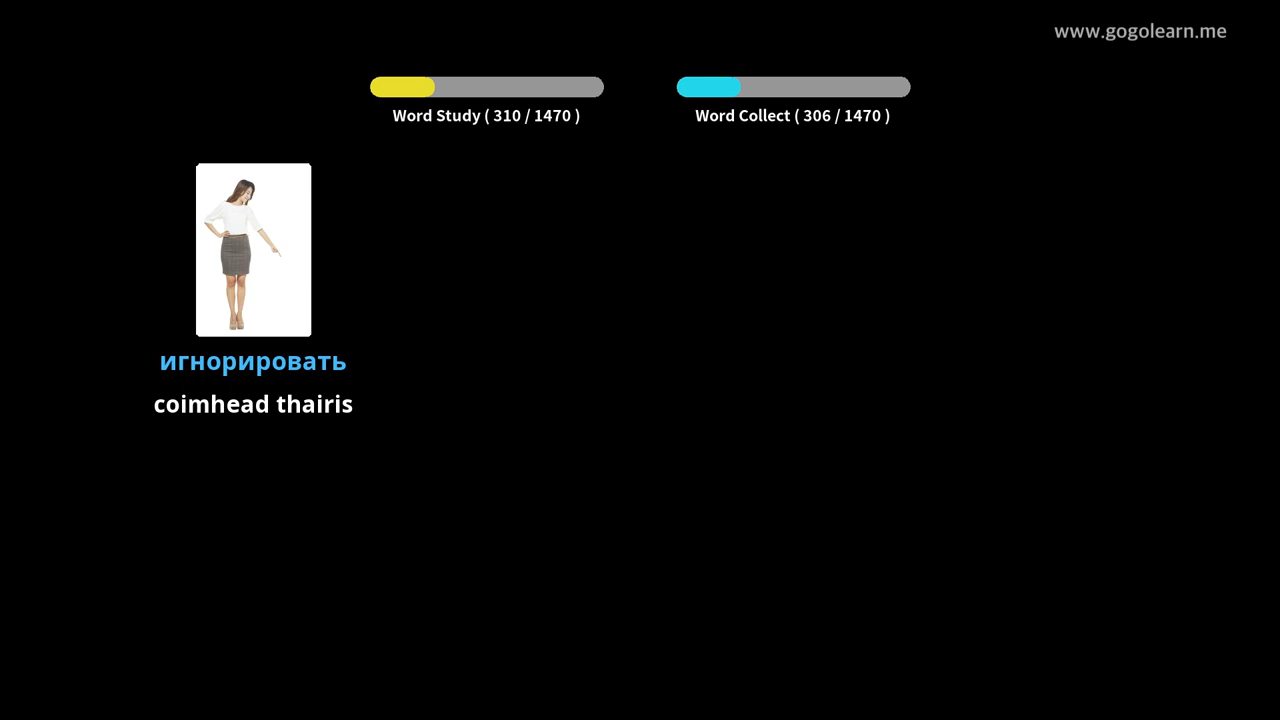 www.gogolearn.me
Word Study ( 310 / 1470 )
Word Collect ( 306 / 1470 )
игнорировать
coimhead thairis